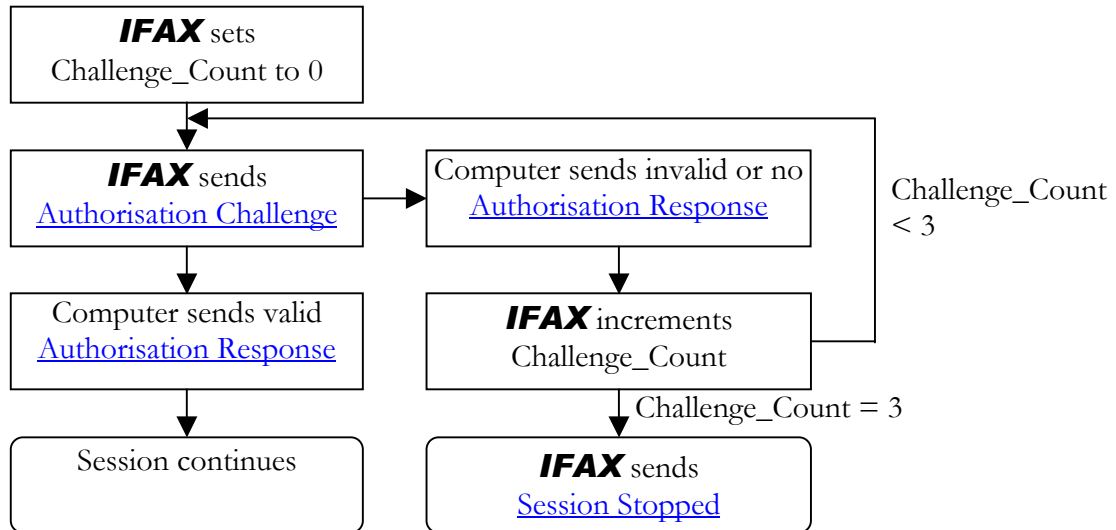 IFAX sets
Challenge_Count to 0
IFAX sends
Authorisation Challenge
Computer sends invalid or no
Authorisation Response
Challenge_Count
< 3
Computer sends valid
Authorisation Response
IFAX increments
Challenge_Count
Challenge_Count = 3
Session continues
IFAX sends
Session Stopped